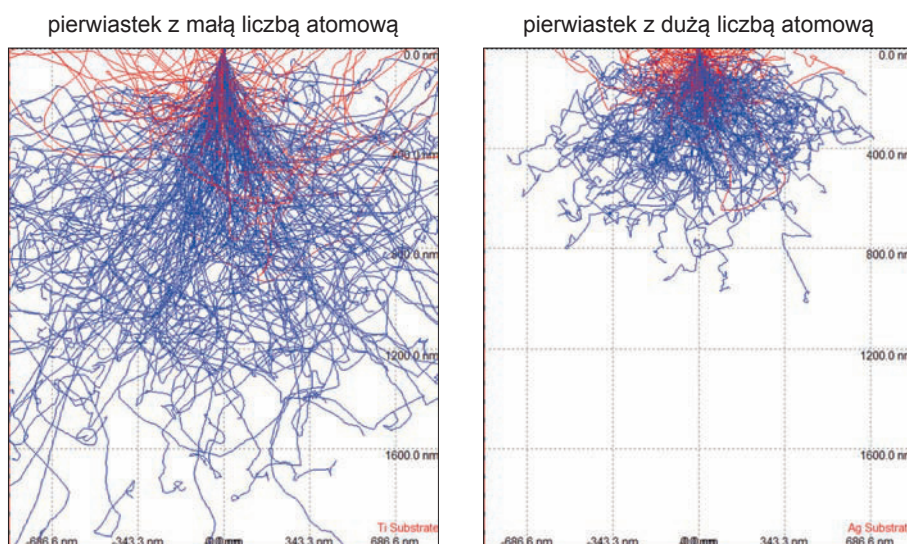 pierwiastek z małą liczbą atomową
0.0 nm
400.0 nm
800.0 nm
1200.0 nm
1600.0 nm
Ti Substrate
-686.6 nm -343.3 nm 343.3 nm 686.6 nm
pierwiastek z dużą liczbą atomową
0.0 nm
400.0 nm
800.0 nm
1200.0 nm
1600.0 nm
Ag Substrat
-686.6 nm -343.3 nm 343.3 nm 686.6 nm